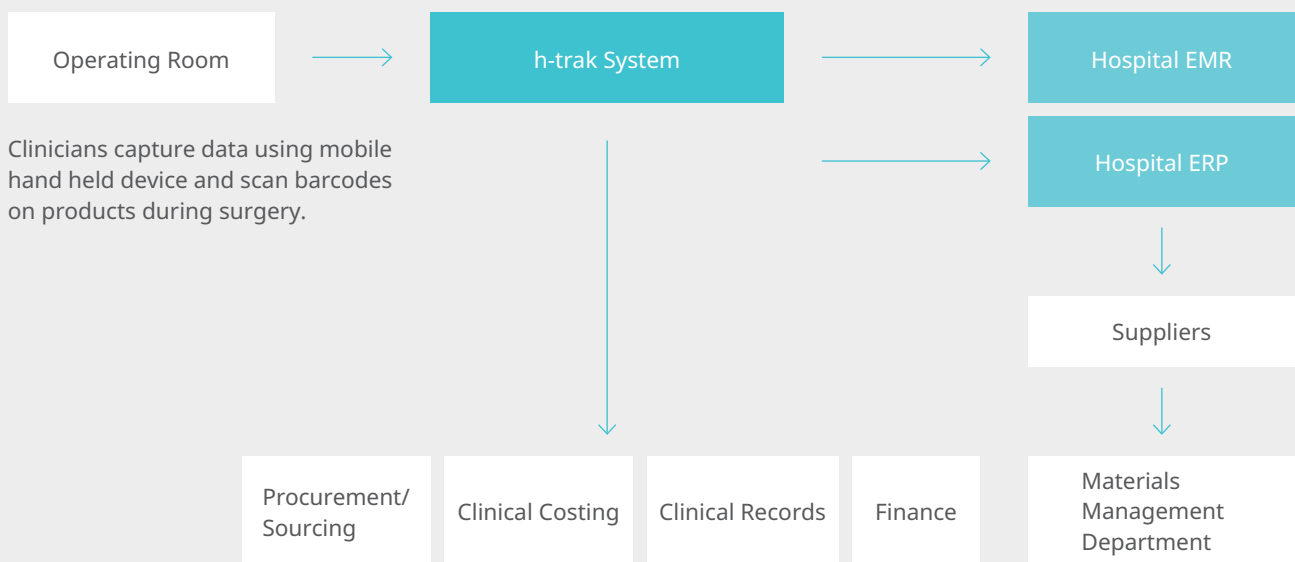 Operating Room
h-trak System
Hospital EMR
Clinicians capture data using mobile
hand held device and scan barcodes
on products during surgery.
Hospital ERP
Suppliers
Procurement/
Sourcing
Clinical Costing
Clinical Records
Finance
Materials
Management
Department